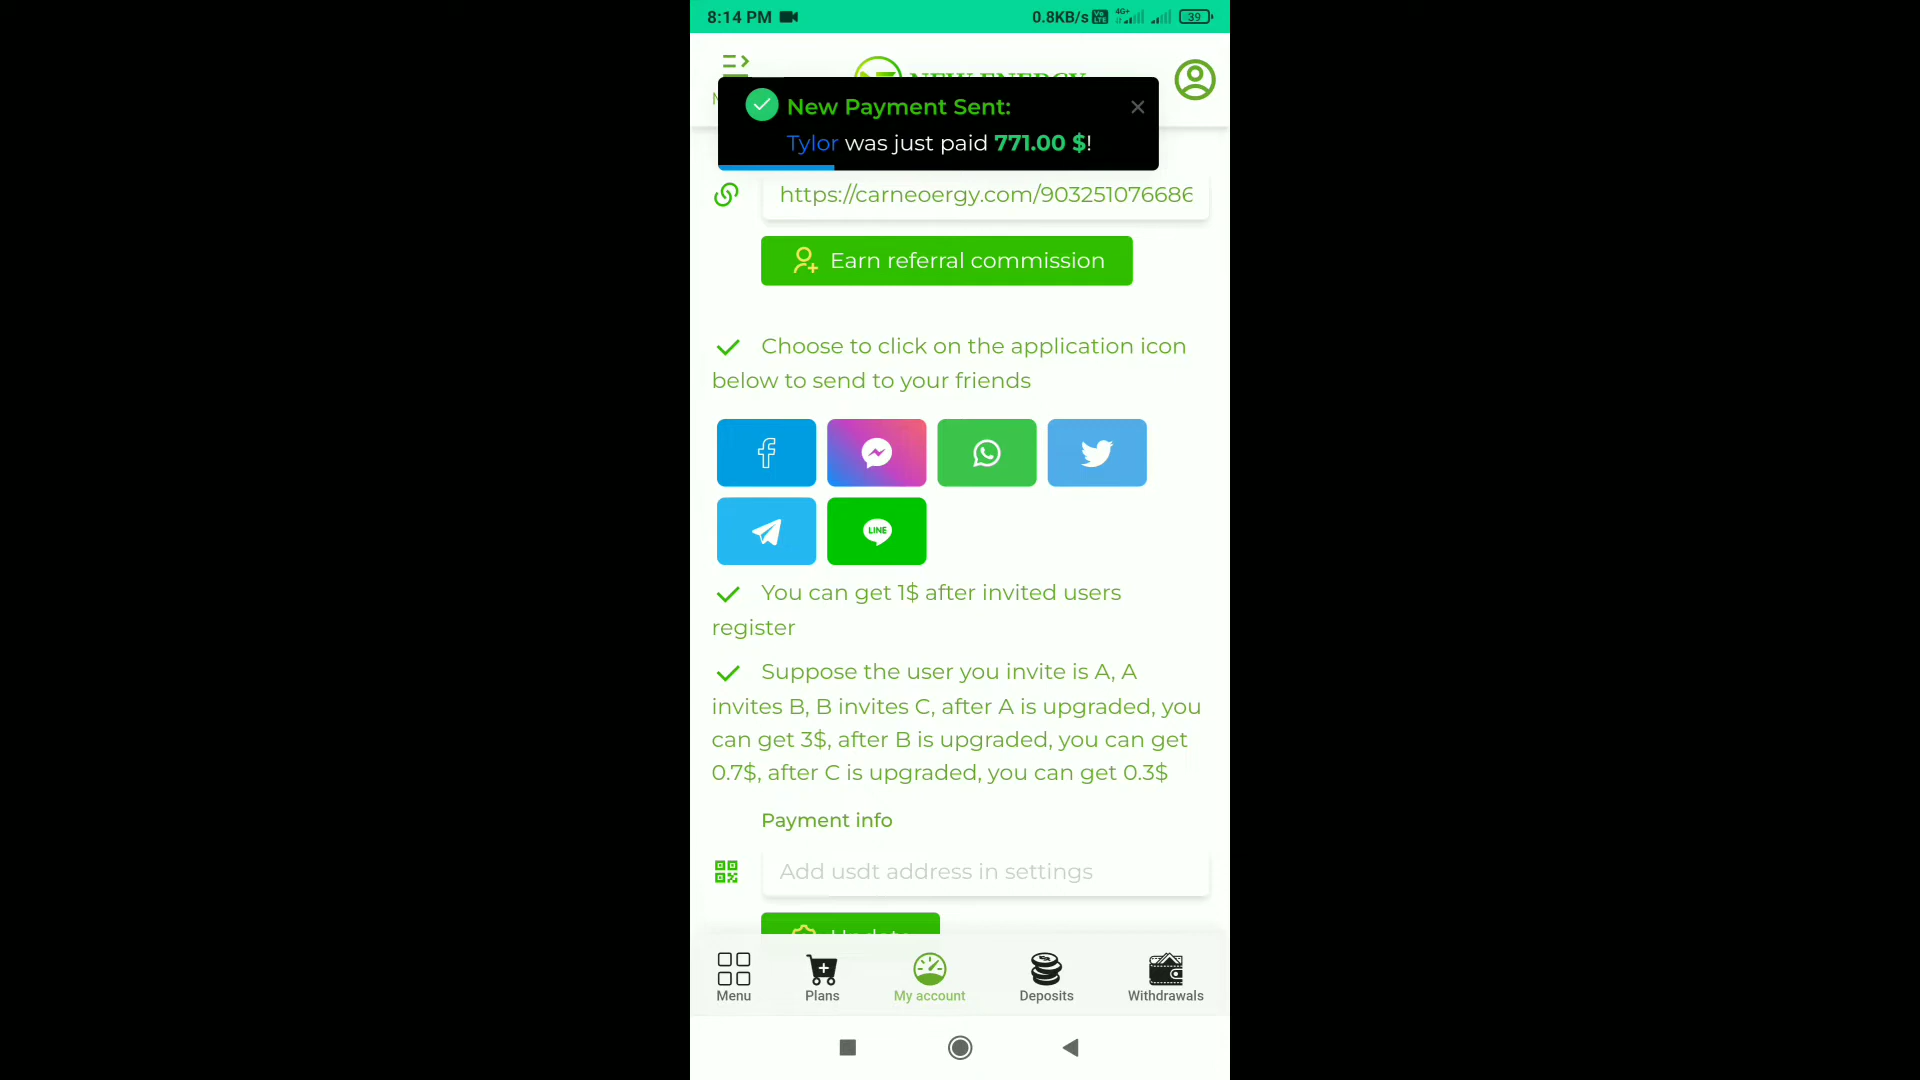 8:14 PM
0.8KB/s Vo LTE 4G+ 39
NEW ENERGY
New Payment Sent:
Tylor was just paid 771.00 $!
https://carneoergy.com/903251076686
Earn referral commission
Choose to click on the application icon
below to send to your friends
LINE
You can get 1$ after invited users
register
Suppose the user you invite is A, A
invites B, B invites C, after A is upgraded, you
can get 3$, after B is upgraded, you can get
0.7$, after C is upgraded, you can get 0.3$
Payment info
Add usdt address in settings
Update
Menu Plans My account Deposits Withdrawals